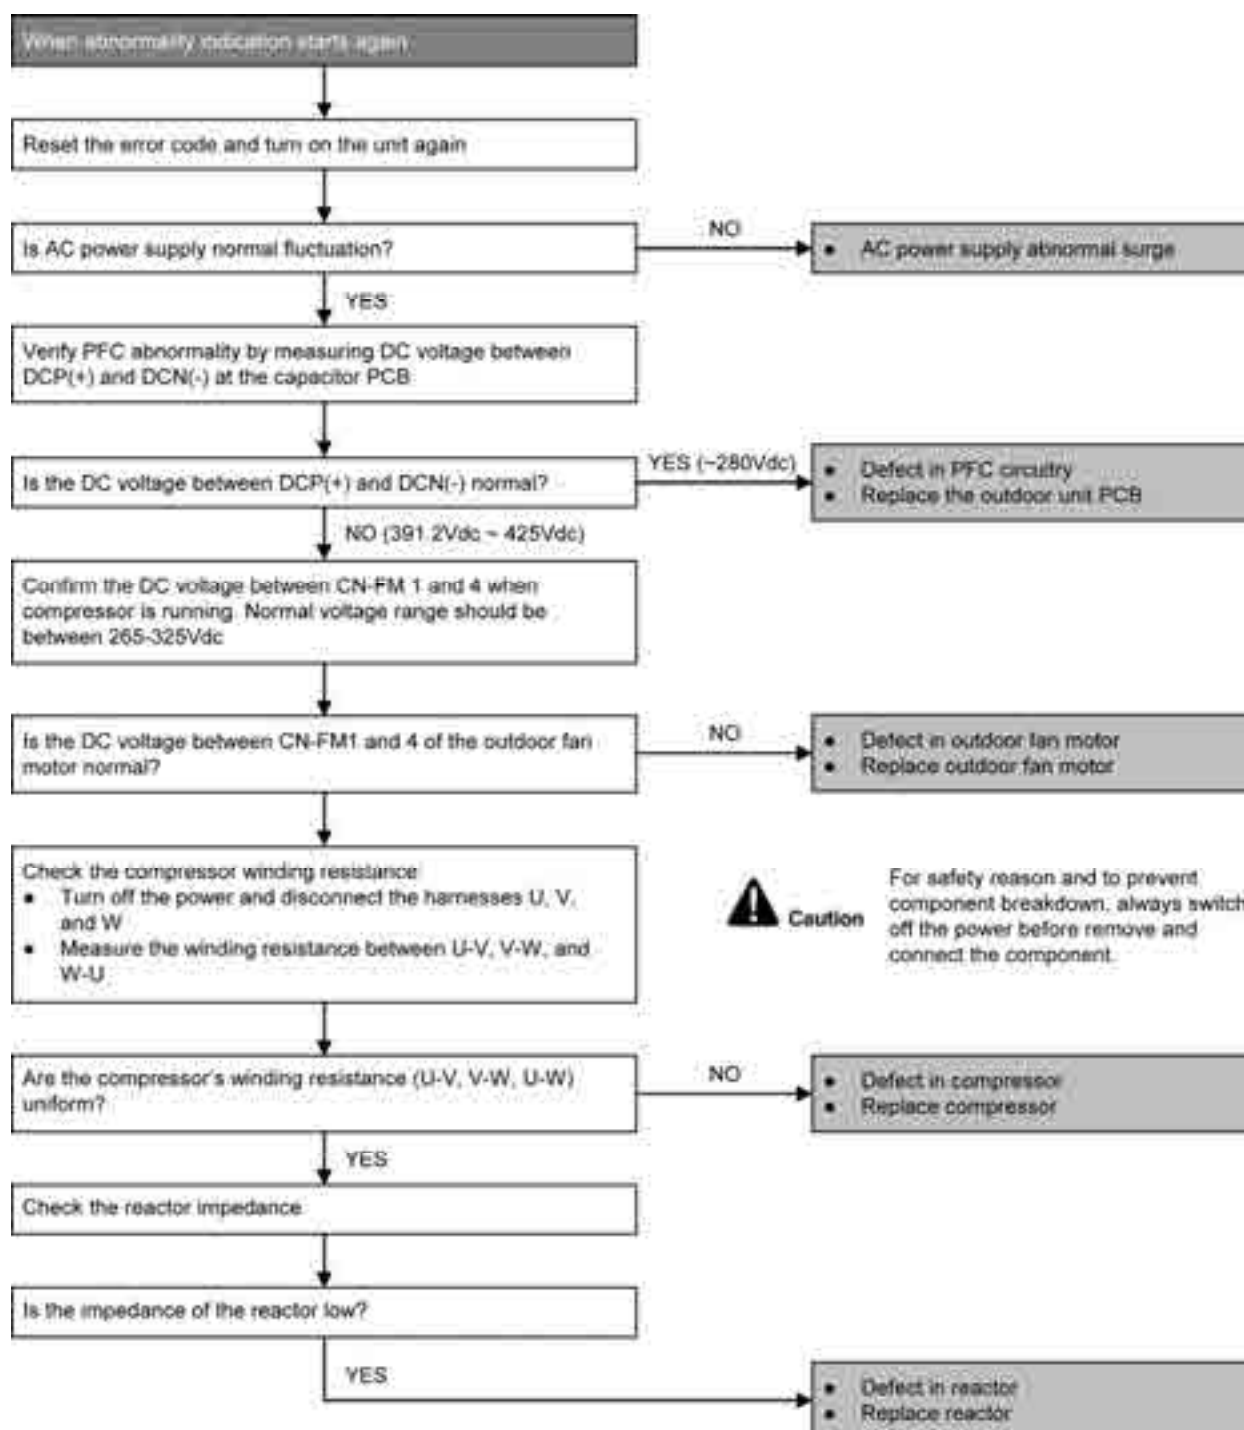 When abnormality indication starts again
Reset the error code and turn on the unit again
Is AC power supply normal fluctuation?
NO
• AC power supply abnormal surge
YES
Verify PFC abnormality by measuring DC voltage between
DCP(+) and DCN(-) at the capacitor PCB
Is the DC voltage between DCP(+) and DCN(-) normal?
YES (~280Vdc)
• Defect in PFC circuitry
• Replace the outdoor unit PCB
NO (391.2Vdc ~ 425Vdc)
Confirm the DC voltage between CN-FM 1 and 4 when
compressor is running. Normal voltage range should be
between 265-325Vdc
Is the DC voltage between CN-FM1 and 4 of the outdoor fan
motor normal?
NO
• Defect in outdoor fan motor
• Replace outdoor fan motor
Check the compressor winding resistance
• Turn off the power and disconnect the harnesses U, V,
and W
• Measure the winding resistance between U-V, V-W, and
W-U
Caution
For safety reason and to prevent
component breakdown, always switch
off the power before remove and
connect the component.
Are the compressor's winding resistance (U-V, V-W, U-W)
uniform?
NO
• Defect in compressor
• Replace compressor
YES
Check the reactor impedance
Is the impedance of the reactor low?
YES
• Defect in reactor
• Replace reactor